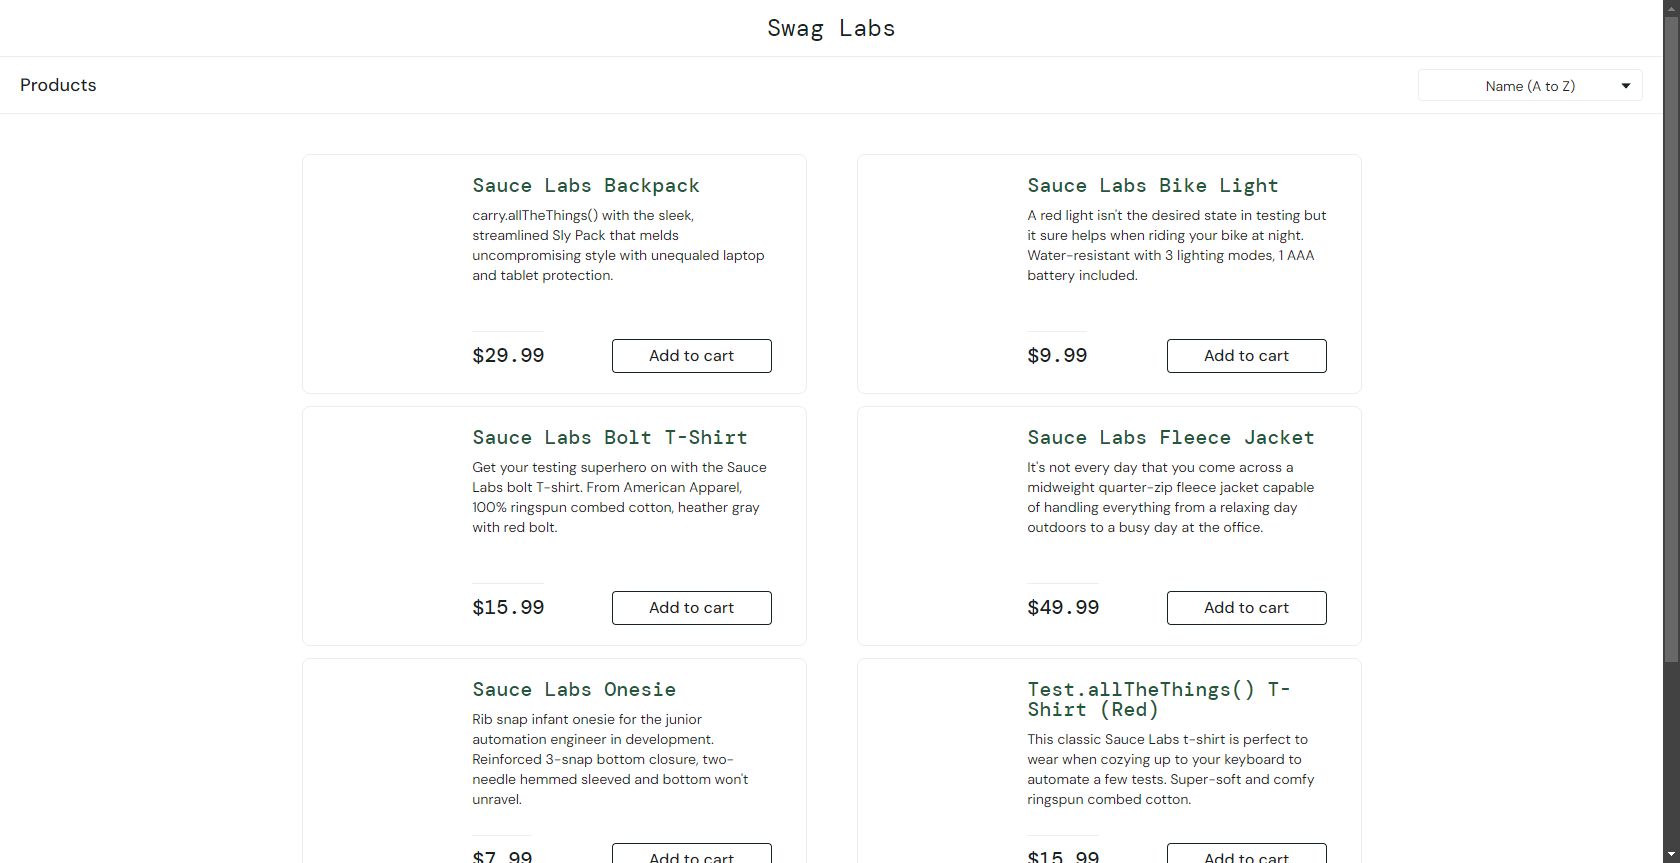 Swag Labs
Products
Name (A to Z)
Sauce Labs Backpack
carry.allTheThings() with the sleek,
streamlined Sly Pack that melds
uncompromising style with unequaled laptop
and tablet protection.
$29.99
Add to cart
Sauce Labs Bike Light
A red light isn't the desired state in testing but
it sure helps when riding your bike at night.
Water-resistant with 3 lighting modes, 1 AAA
battery included.
$9.99
Add to cart
Sauce Labs Bolt T-Shirt
Get your testing superhero on with the Sauce
Labs bolt T-shirt. From American Apparel,
100% ringspun combed cotton, heather gray
with red bolt.
$15.99
Add to cart
Sauce Labs Fleece Jacket
It's not every day that you come across a
midweight quarter-zip fleece jacket capable
of handling everything from a relaxing day
outdoors to a busy day at the office.
$49.99
Add to cart
Sauce Labs Onesie
Rib snap infant onesie for the junior
automation engineer in development.
Reinforced 3-snap bottom closure, two-
needle hemmed sleeved and bottom won't
unravel.
$7.99
Add to cart
Test.allTheThings() T-
Shirt (Red)
This classic Sauce Labs t-shirt is perfect to
wear when cozying up to your keyboard to
automate a few tests. Super-soft and comfy
ringspun combed cotton.
$15.99
Add to cart